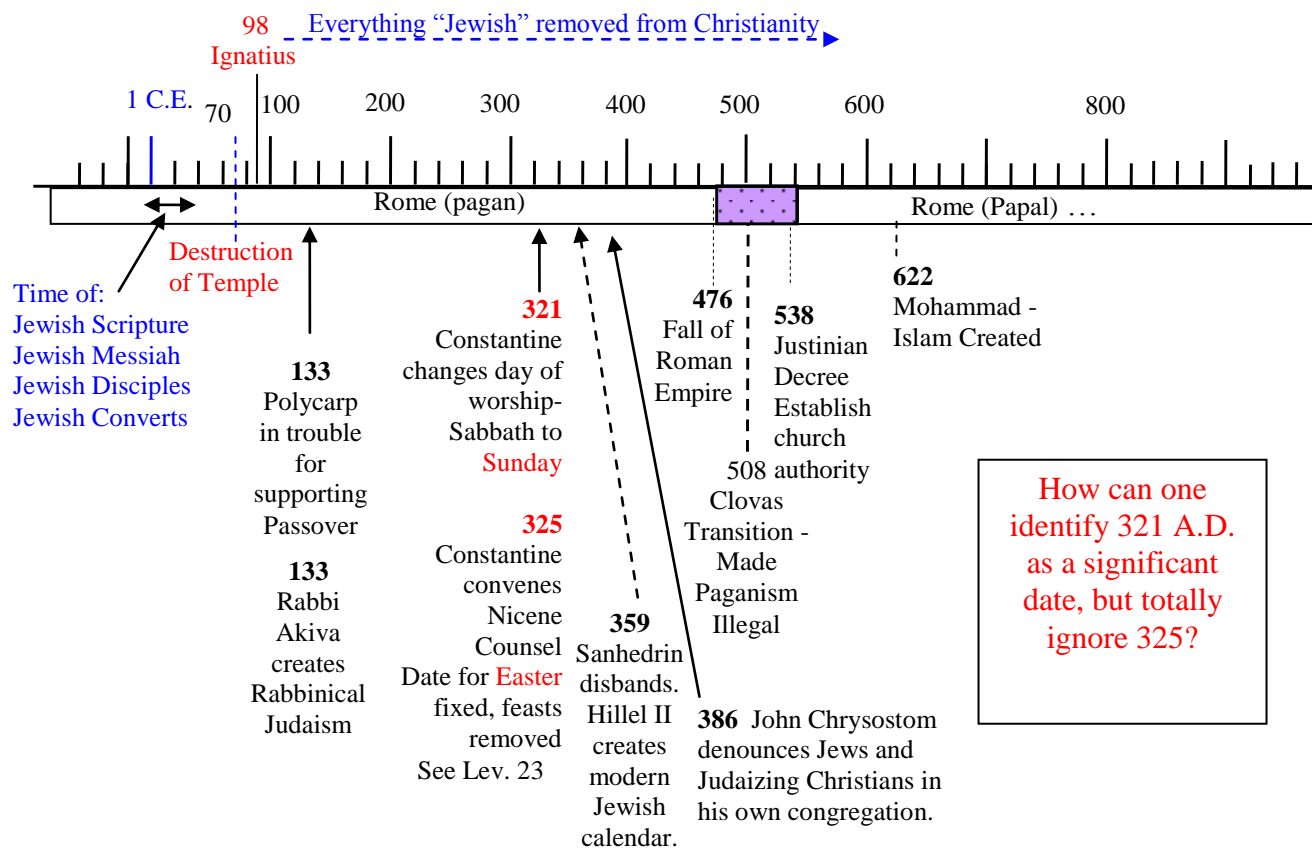 98
Ignatius
Everything “Jewish” removed from Christianity
1 C.E.
70
100
200
300
400
500
600
800
Rome (pagan)
Rome (Papal) …
Destruction
of Temple
Time of:
Jewish Scripture
Jewish Messiah
Jewish Disciples
Jewish Converts
133
Polycarp
in trouble
for
supporting
Passover
133
Rabbi
Akiva
creates
Rabbinical
Judaism
321
Constantine
changes day of
worship-
Sabbath to
Sunday
325
Constantine
convenes
Nicene
Counsel
Date for Easter
fixed, feasts
removed
See Lev. 23
359
Sanhedrin
disbands.
Hillel II
creates
modern
Jewish
calendar.
386 John Chrysostom
denounces Jews and
Judaizing Christians in
his own congregation.
476
Fall of
Roman
Empire
508
Clovas
Transition -
Made
Paganism
Illegal
538
Justinian
Decree
Establish
church
authority
622
Mohammad -
Islam Created
How can one
identify 321 A.D.
as a significant
date, but totally
ignore 325?